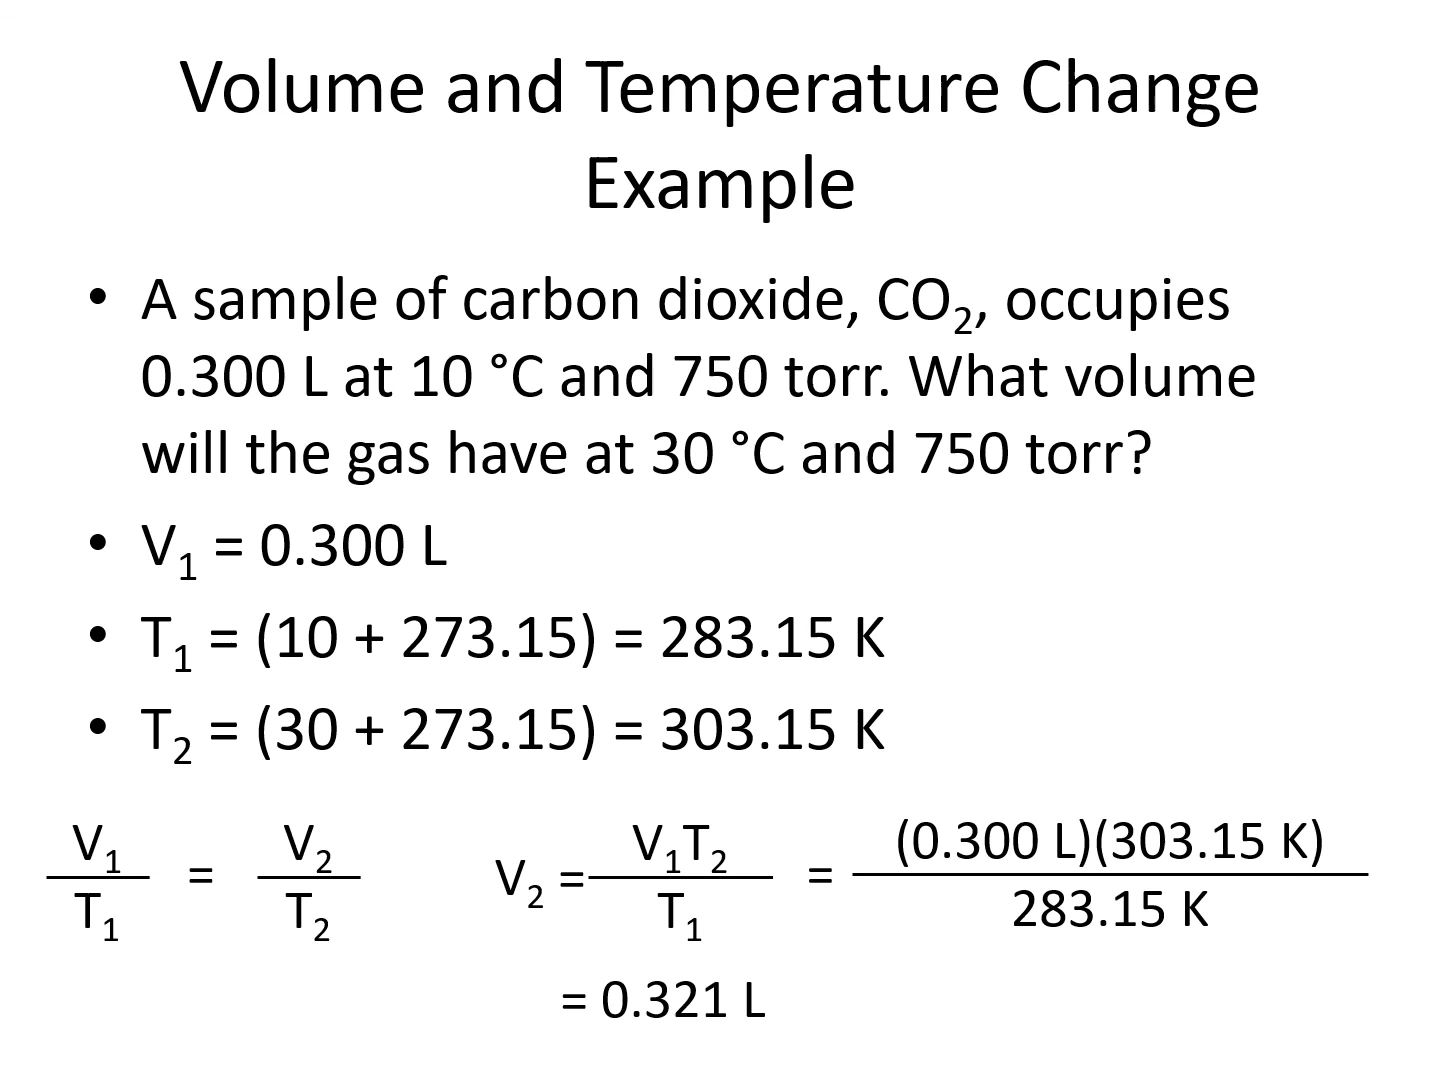 Volume and Temperature Change
Example
• A sample of carbon dioxide, CO₂, occupies
0.300 L at 10 °C and 750 torr. What volume
will the gas have at 30 °C and 750 torr?
• V₁ = 0.300 L
• T₁ = (10 + 273.15) = 283.15 K
• T₂ = (30 + 273.15) = 303.15 K
V₁ V₂ V₁T₂ (0.300 L)(303.15 K)
= V₂ = =
T₁ T₂ T₁ 283.15 K
= 0.321 L